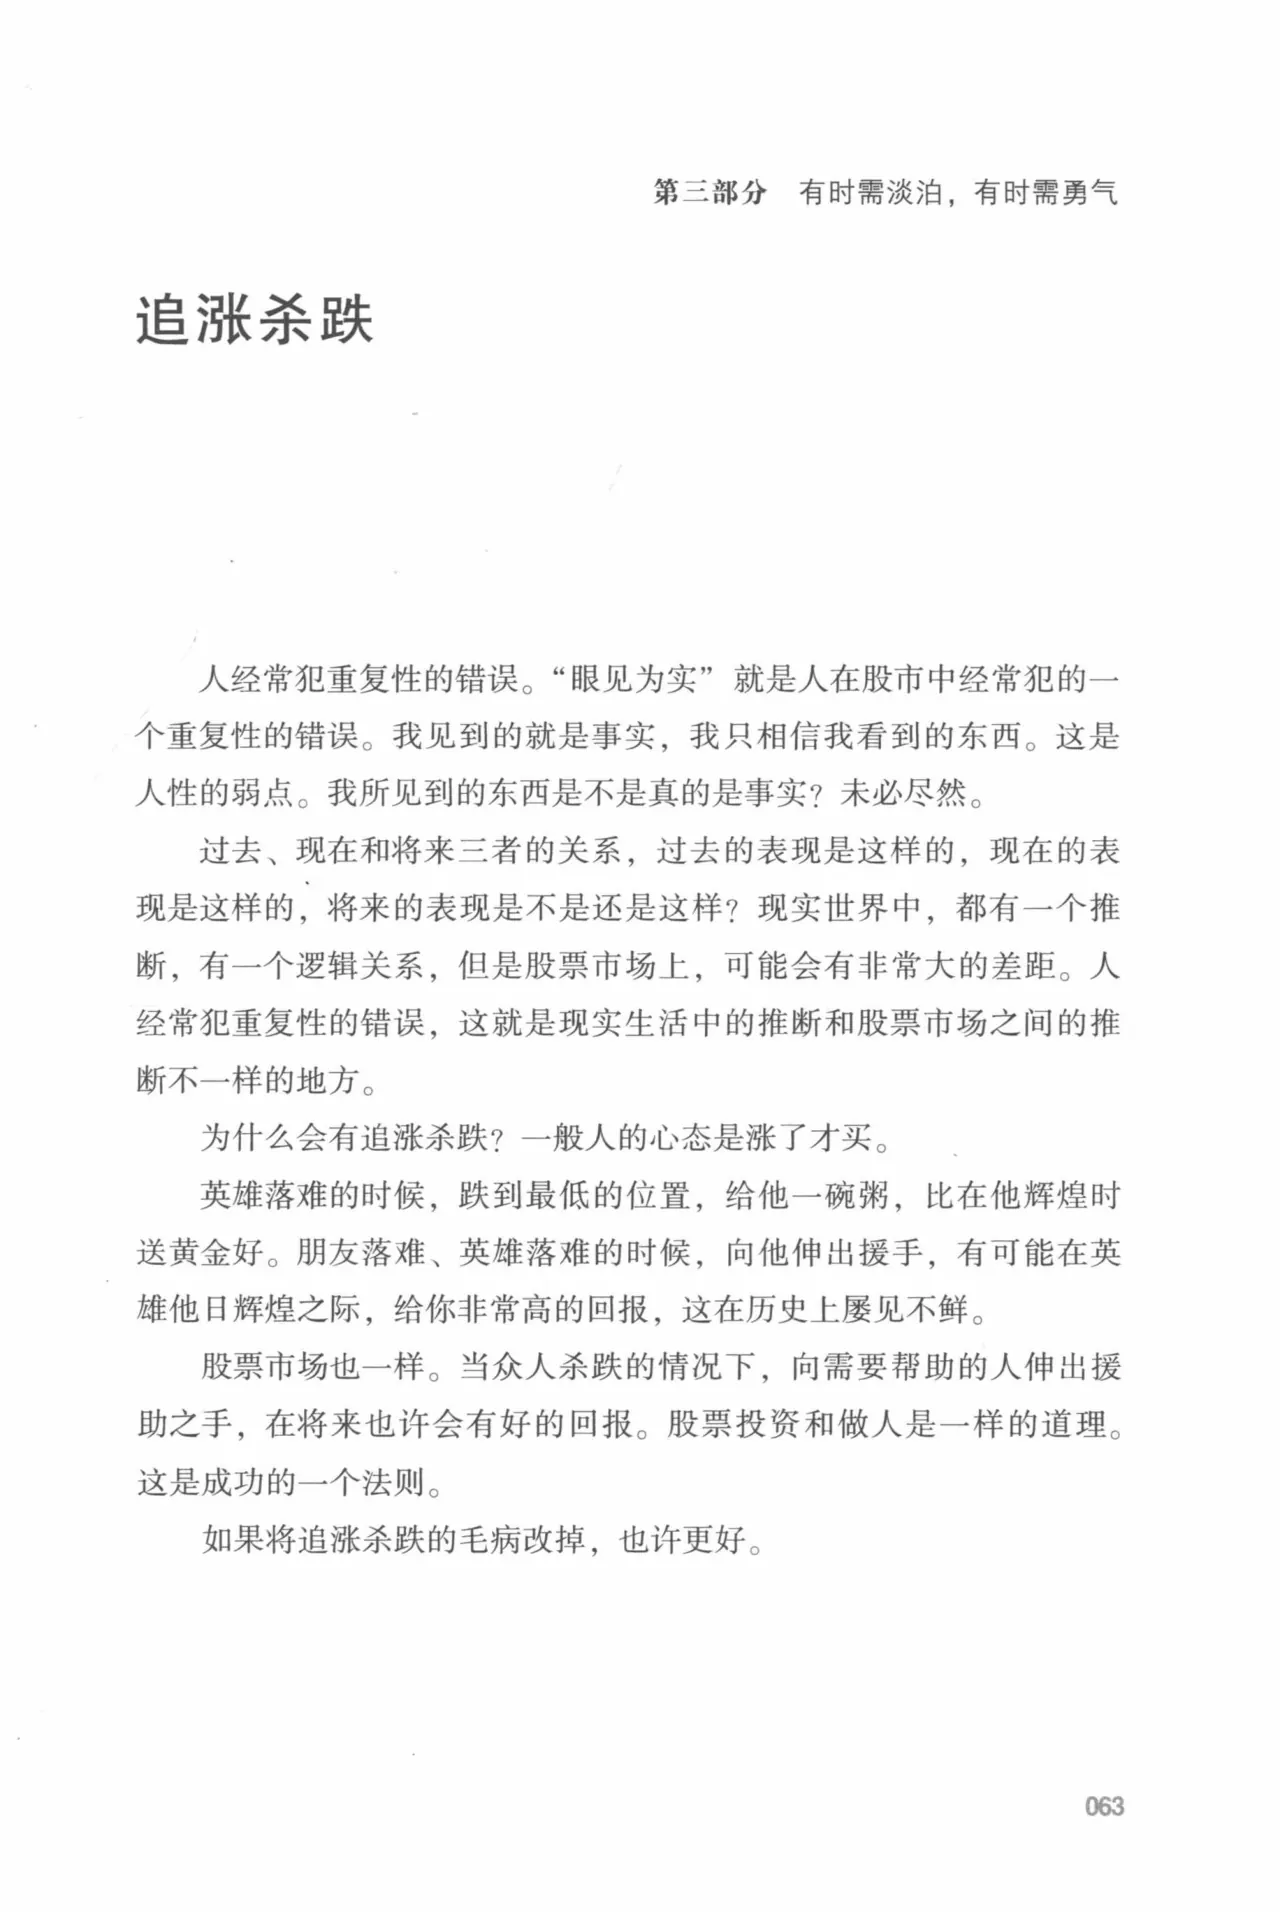 第三部分 有时需淡泊，有时需勇气
追涨杀跌
人经常犯重复性的错误。“眼见为实”就是人在股市中经常犯的一
个重复性的错误。我见到的就是事实，我只相信我看到的东西。这是
人性的弱点。我所见到的东西是不是真的是事实？未必尽然。
过去、现在和将来三者的关系，过去的表现是这样的，现在的表
现是这样的，将来的表现是不是还是这样？现实世界中，都有一个推
断，有一个逻辑关系，但是股票市场上，可能会有非常大的差距。人
经常犯重复性的错误，这就是现实生活中的推断和股票市场之间的推
断不一样的地方。
为什么会有追涨杀跌？一般人的心态是涨了才买。
英雄落难的时候，跌到最低的位置，给他一碗粥，比在他辉煌时
送黄金好。朋友落难、英雄落难的时候，向他伸出援手，有可能在英
雄他日辉煌之际，给你非常高的回报，这在历史上屡见不鲜。
股票市场也一样。当众人杀跌的情况下，向需要帮助的人伸出援
助之手，在将来也许会有好的回报。股票投资和做人是一样的道理。
这是成功的一个法则。
如果将追涨杀跌的毛病改掉，也许更好。
063